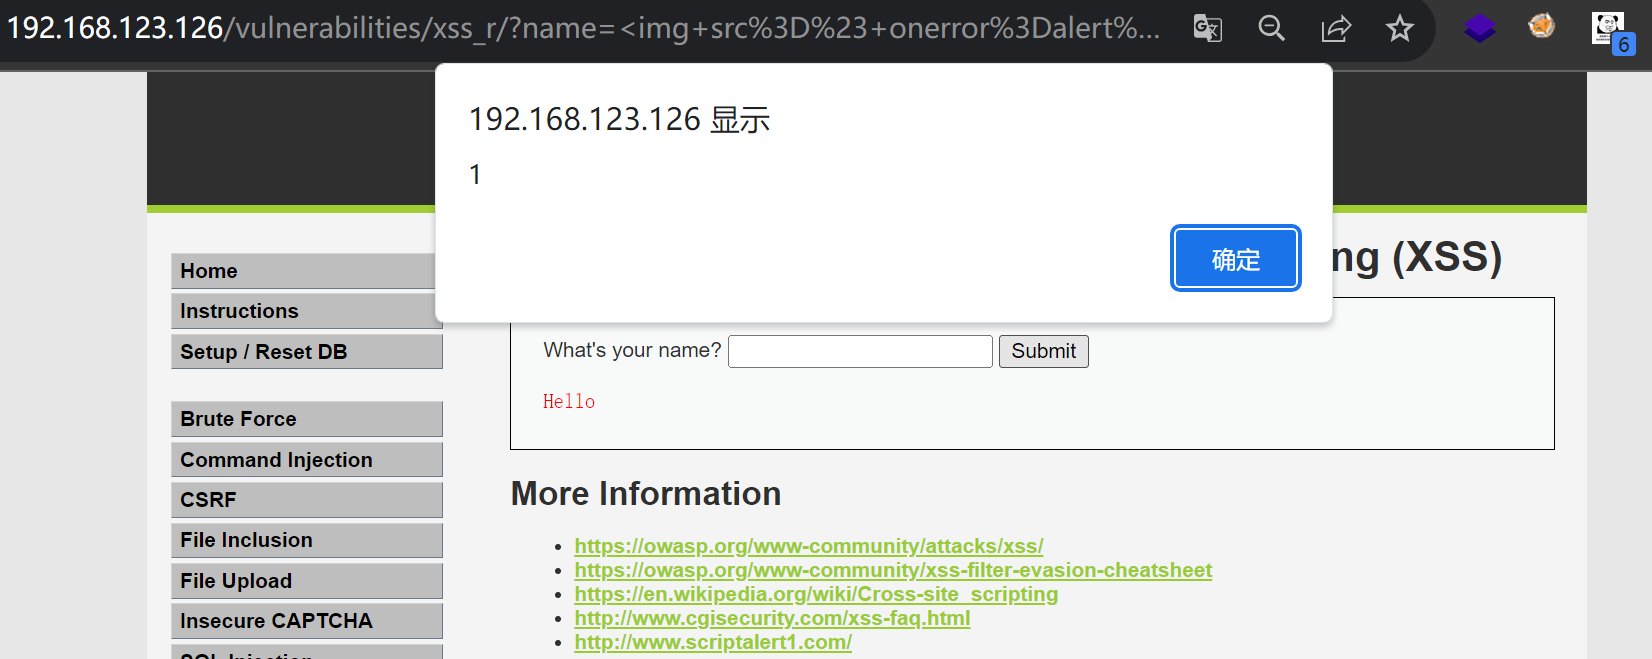 192.168.123.126/vulnerabilities/xss_r/?name=<img+src%3D%23+onerror%3Dalert%...
6
192.168.123.126 显示
1
确定
ng (XSS)
Home
Instructions
Setup / Reset DB
Brute Force
Command Injection
CSRF
File Inclusion
File Upload
Insecure CAPTCHA
SQL Injection
What's your name?
Submit
Hello
More Information
https://owasp.org/www-community/attacks/xss/
https://owasp.org/www-community/xss-filter-evasion-cheatsheet
https://en.wikipedia.org/wiki/Cross-site_scripting
http://www.cgisecurity.com/xss-faq.html
http://www.scriptalert1.com/